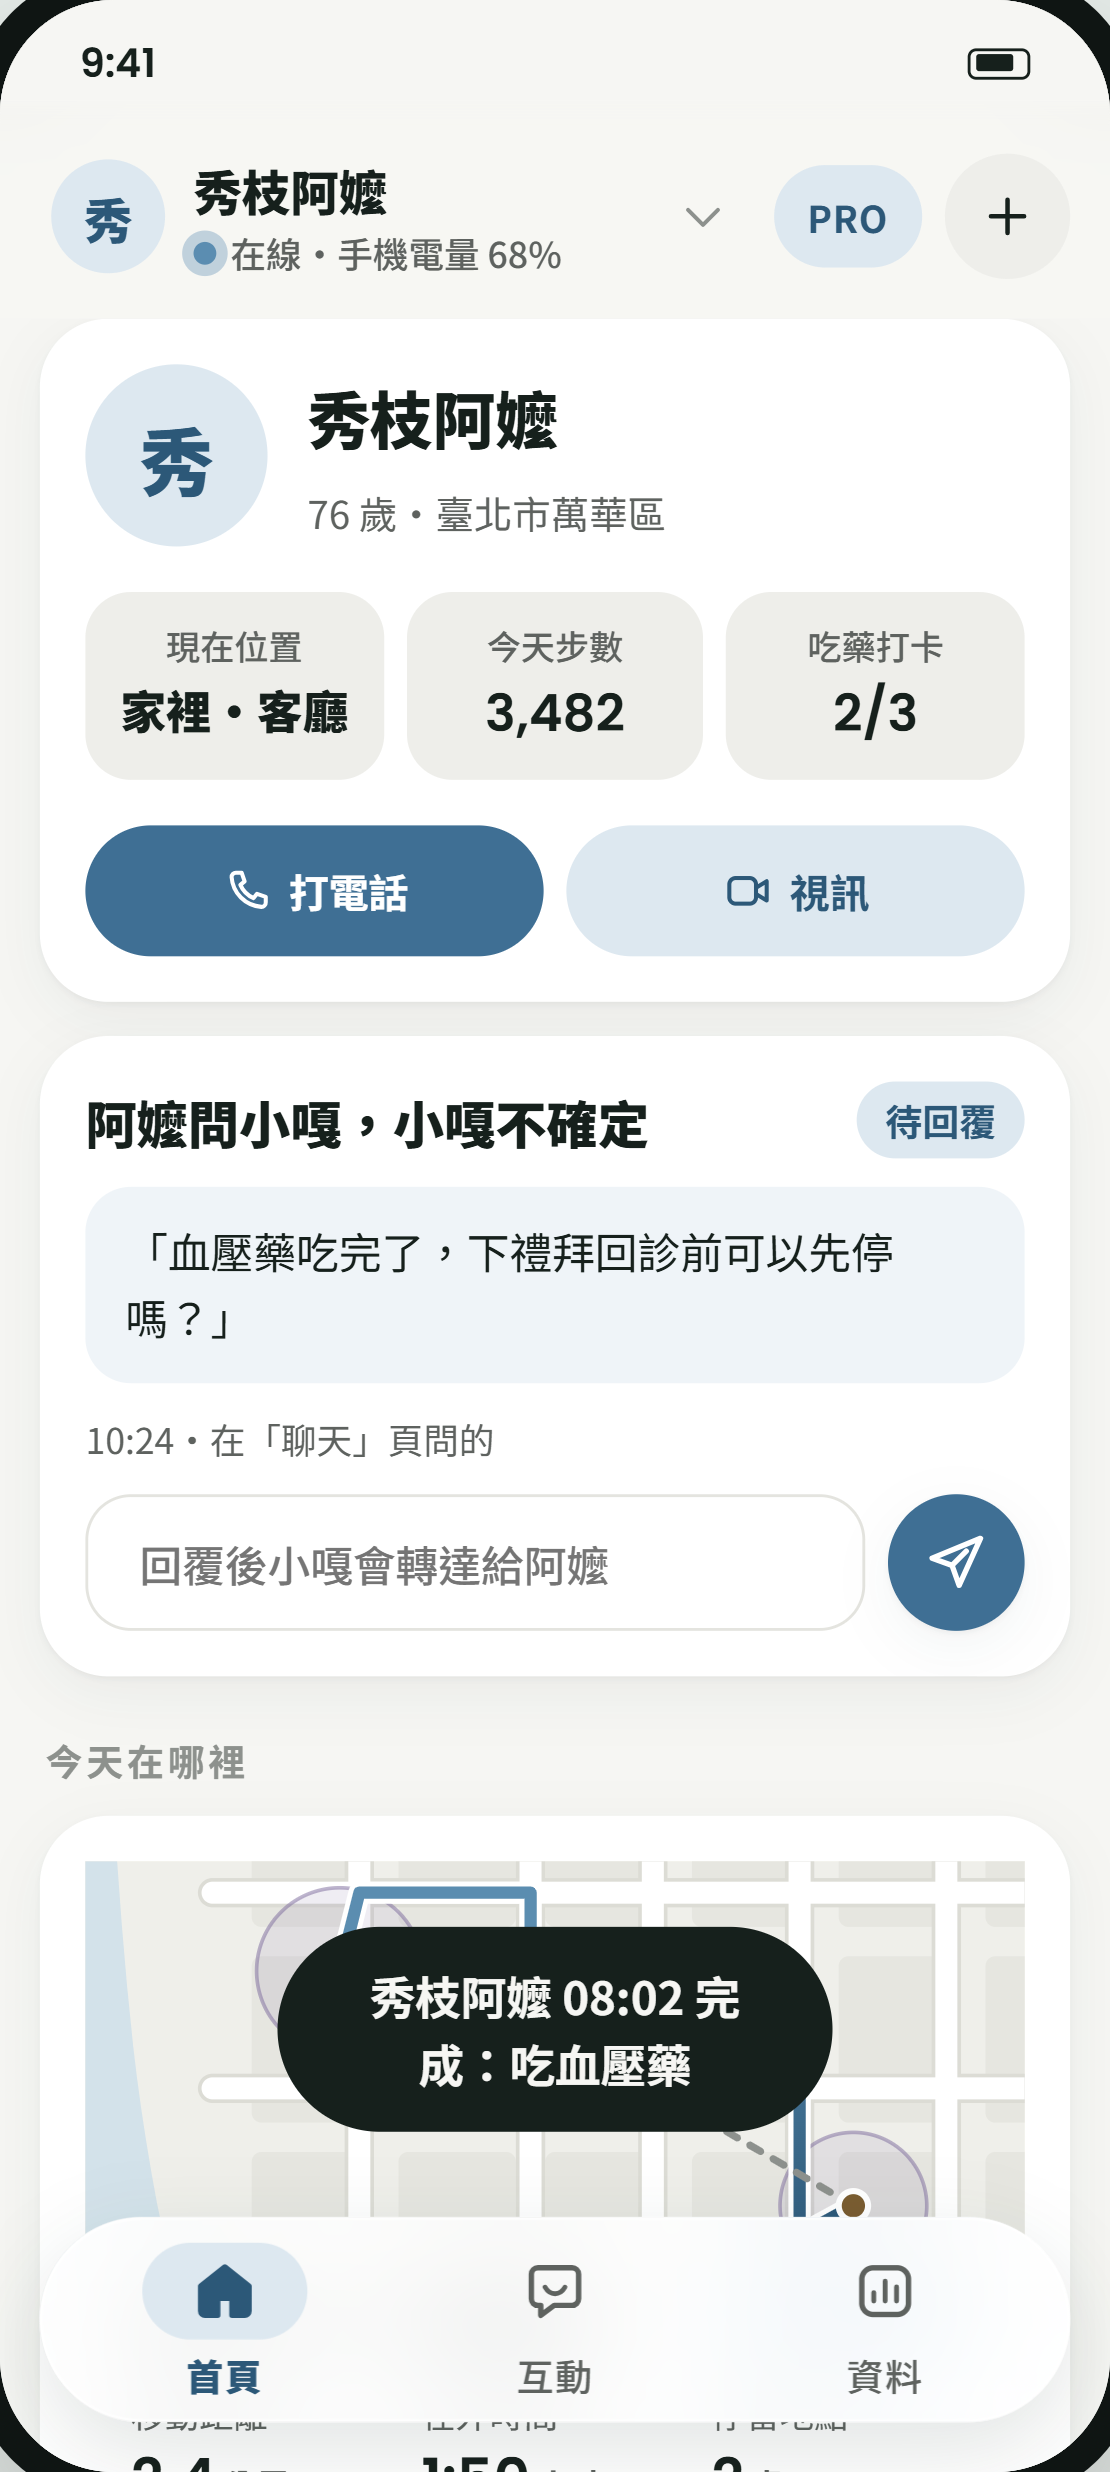 9:41
秀
秀枝阿嬤
在線・手機電量 68%
PRO
秀
秀枝阿嬤
76 歲・臺北市萬華區
現在位置
家裡・客廳
今天步數
3,482
吃藥打卡
2/3
打電話
視訊
阿嬤問小嘎，小嘎不確定
待回覆
「血壓藥吃完了，下禮拜回診前可以先停
嗎？」
10:24・在「聊天」頁問的
回覆後小嘎會轉達給阿嬤
今天在哪裡
秀枝阿嬤 08:02 完
成：吃血壓藥
首頁
互動
資料